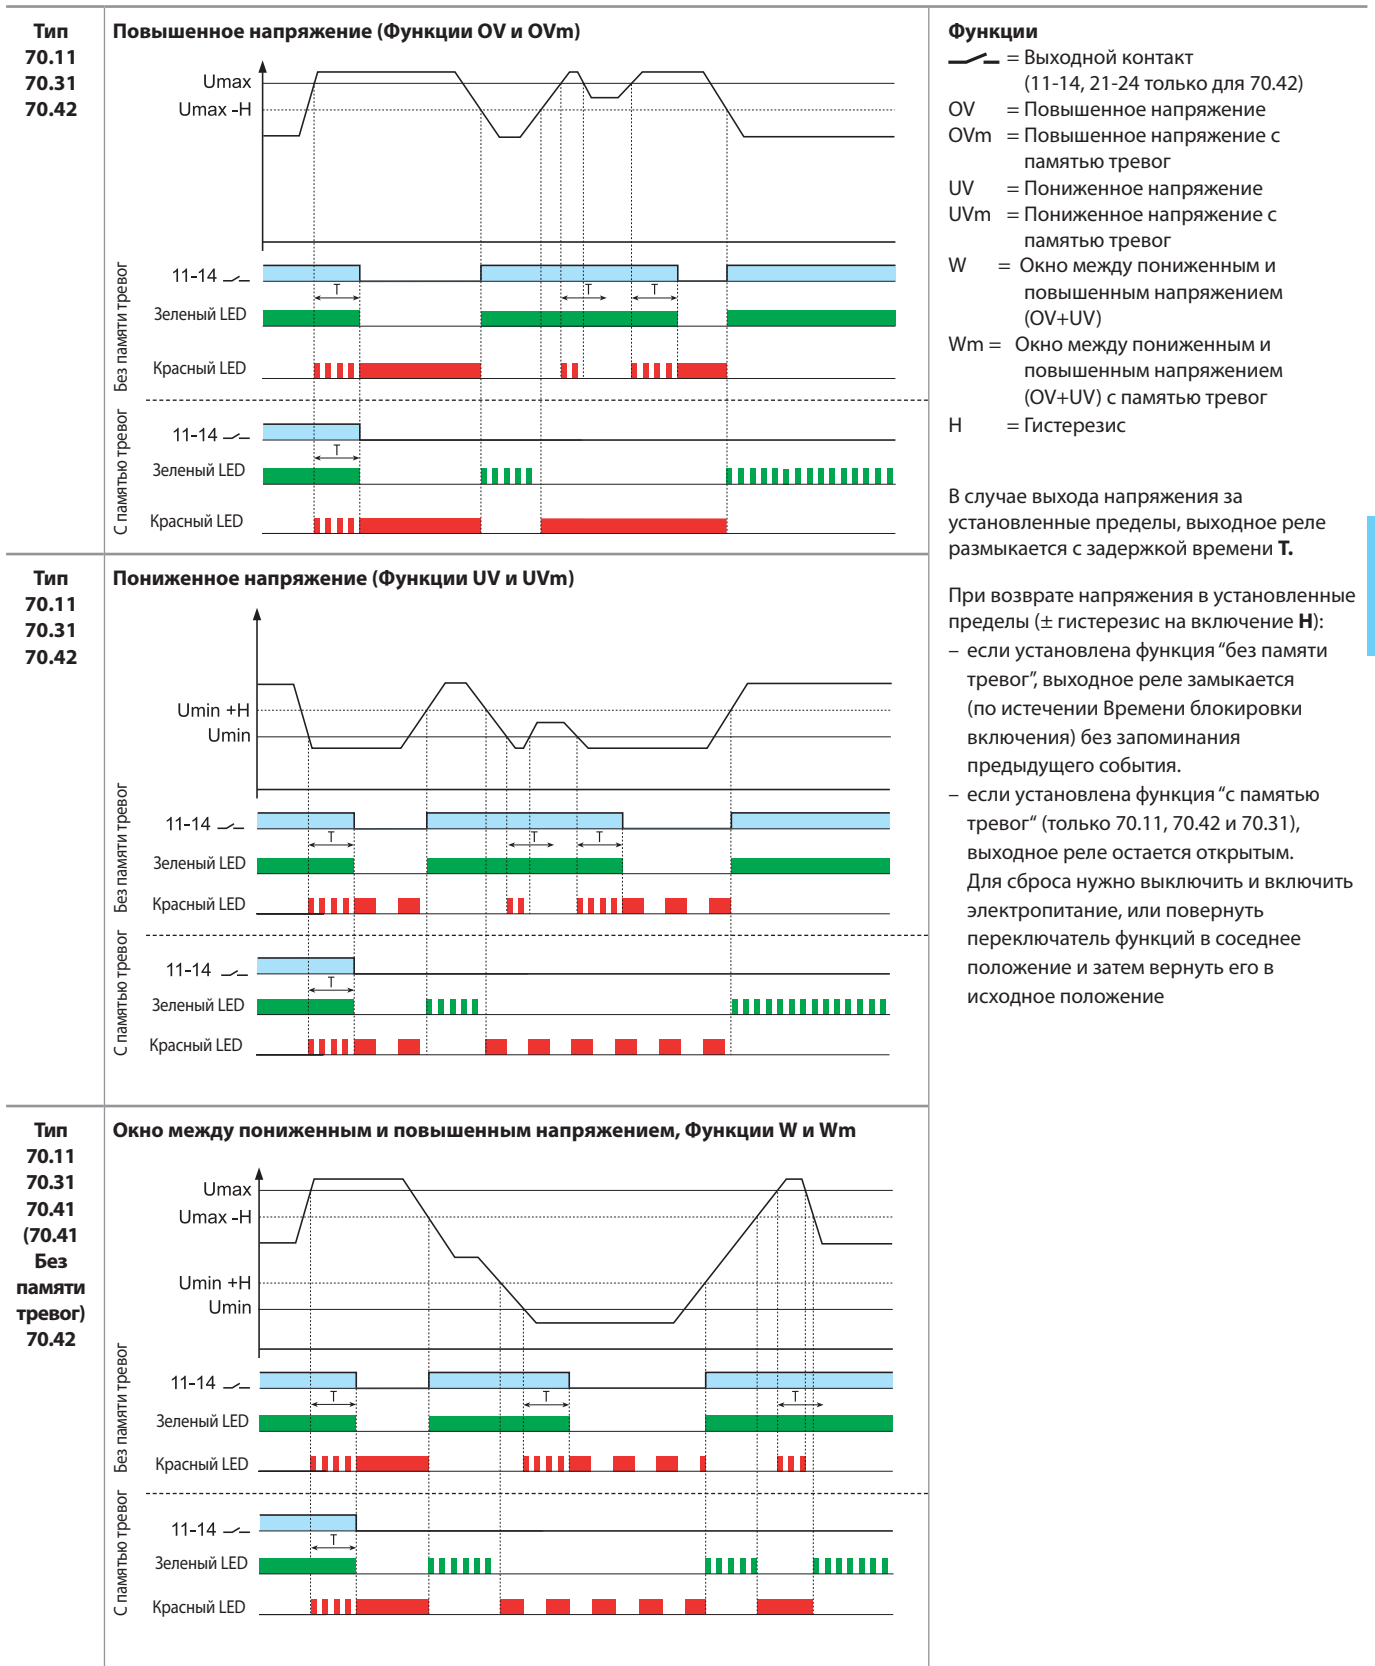 Тип
70.11
70.31
70.42
Повышенное напряжение (Функции OV и OVm)
Umax
Umax -H
Без памяти тревог
11-14
T
T
T
Зеленый LED
Красный LED
С памятью тревог
11-14
T
Зеленый LED
Красный LED
Тип
70.11
70.31
70.42
Пониженное напряжение (Функции UV и UVm)
Umin +H
Umin
Без памяти тревог
11-14
T
T
T
Зеленый LED
Красный LED
С памятью тревог
11-14
T
Зеленый LED
Красный LED
Тип
70.11
70.31
70.41
(70.41
Без
памяти
тревог)
70.42
Окно между пониженным и повышенным напряжением, Функции W и Wm
Umax
Umax -H
Umin +H
Umin
Без памяти тревог
11-14
T
T
T
Зеленый LED
Красный LED
С памятью тревог
11-14
T
Зеленый LED
Красный LED
Функции
= Выходной контакт
(11-14, 21-24 только для 70.42)
OV = Повышенное напряжение
OVm = Повышенное напряжение с
памятью тревог
UV = Пониженное напряжение
UVm = Пониженное напряжение с
памятью тревог
W = Окно между пониженным и
повышенным напряжением
(OV+UV)
Wm = Окно между пониженным и
повышенным напряжением
(OV+UV) с памятью тревог
H = Гистерезис
В случае выхода напряжения за
установленные пределы, выходное реле
размыкается с задержкой времени T.
При возврате напряжения в установленные
пределы (± гистерезис на включение H):
– если установлена функция “без памяти
тревог”, выходное реле замыкается
(по истечении Времени блокировки
включения) без запоминания
предыдущего события.
– если установлена функция “с памятью
тревог“ (только 70.11, 70.42 и 70.31),
выходное реле остается открытым.
Для сброса нужно выключить и включить
электропитание, или повернуть
переключатель функций в соседнее
положение и затем вернуть его в
исходное положение